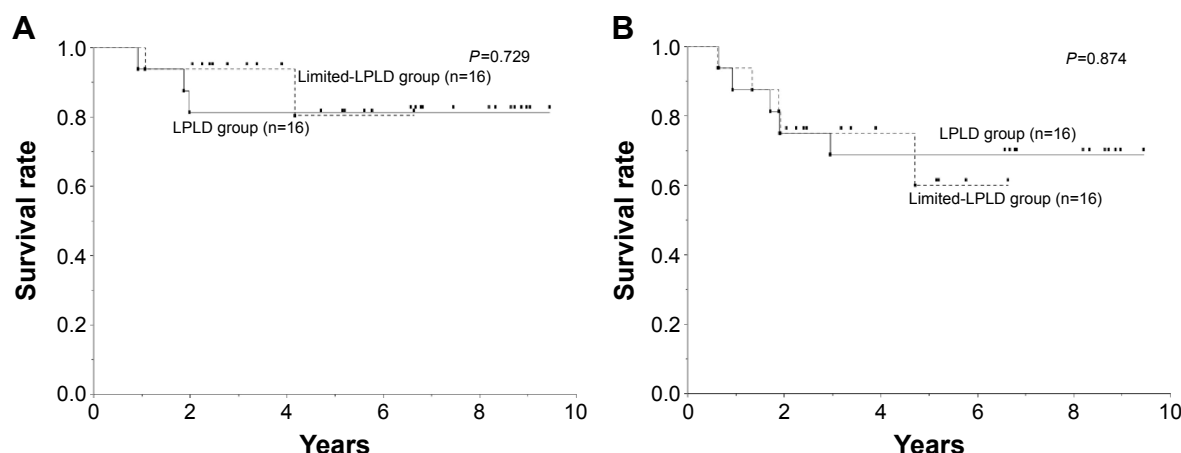 A
Survival rate
1.0
0.8
0.6
0.4
0.2
0.0
P=0.729
Limited-LPLD group (n=16)
LPLD group (n=16)
0 2 4 6 8 10
Years
B
Survival rate
1.0
0.8
0.6
0.4
0.2
0.0
P=0.874
LPLD group (n=16)
Limited-LPLD group (n=16)
0 2 4 6 8 10
Years